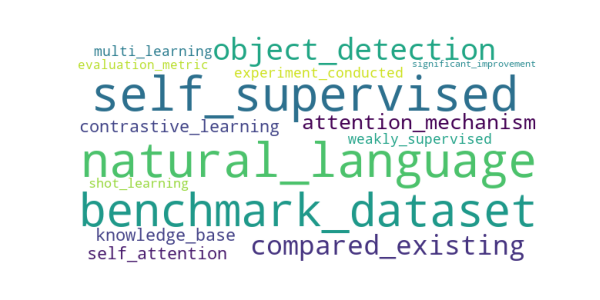 multi_learning object_detection
evaluation_metric experiment_conducted significant_improvement
self_supervised
contrastive_learning attention_mechanism
weakly_supervised
natural_language
shot_learning
benchmark_dataset
knowledge_base compared_existing
self_attention